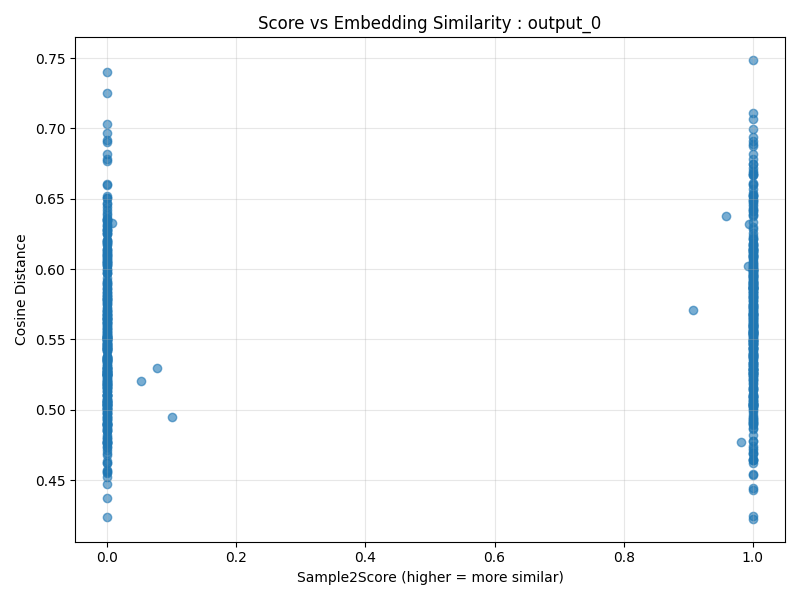 Score vs Embedding Similarity : output_0
0.75
0.70
0.65
0.60
0.55
0.50
0.45
Cosine Distance
0.0 0.2 0.4 0.6 0.8 1.0
Sample2Score (higher = more similar)